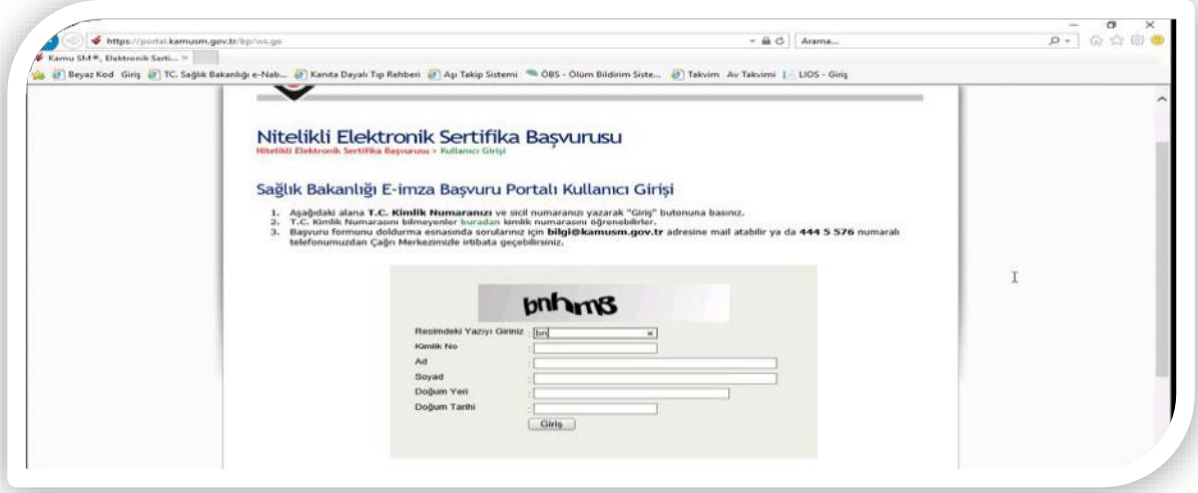 https://portal.kamusm.gov.tr/bp/ws.go
Arama...
Kamu SM®, Elektronik Serti...
Beyaz Kod Giriş TC. Sağlık Bakanlığı e-Nab... Kanıta Dayalı Tıp Rehberi Aşı Takip Sistemi ÖBS - Ölüm Bildirim Siste... Takvim Av Takvimi LIOS - Giriş
Nitelikli Elektronik Sertifika Başvurusu
Nitelikli Elektronik Sertifika Başvurusu > Kullanıcı Girişi
Sağlık Bakanlığı E-imza Başvuru Portalı Kullanıcı Girişi
1. Aşağıdaki alana T.C. Kimlik Numaranızı ve sicil numaranızı yazarak "Giriş" butonuna basınız.
2. T.C. Kimlik Numarasını bilmeyenler buradan kimlik numarasını öğrenebilirler.
3. Başvuru formunu doldurma esnasında sorularınız için bilgi@kamusm.gov.tr adresine mail atabilir ya da 444 5 576 numaralı
telefonumuzdan Çağrı Merkezimizle irtibata geçebilirsiniz.
bnhm8
Resimdeki Yazıyı Giriniz : bn
Kimlik No :
Ad :
Soyad :
Doğum Yeri :
Doğum Tarihi :
Giriş